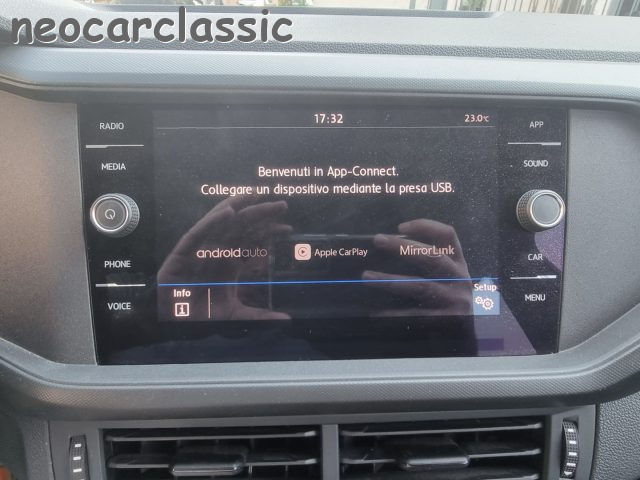 neocarclassic
RADIO
17:32
23.0°C
APP
MEDIA
SOUND
Benvenuti in App-Connect.
Collegare un dispositivo mediante la presa USB.
androidauto
Apple CarPlay
MirrorLink
PHONE
CAR
VOICE
Info
Setup
MENU